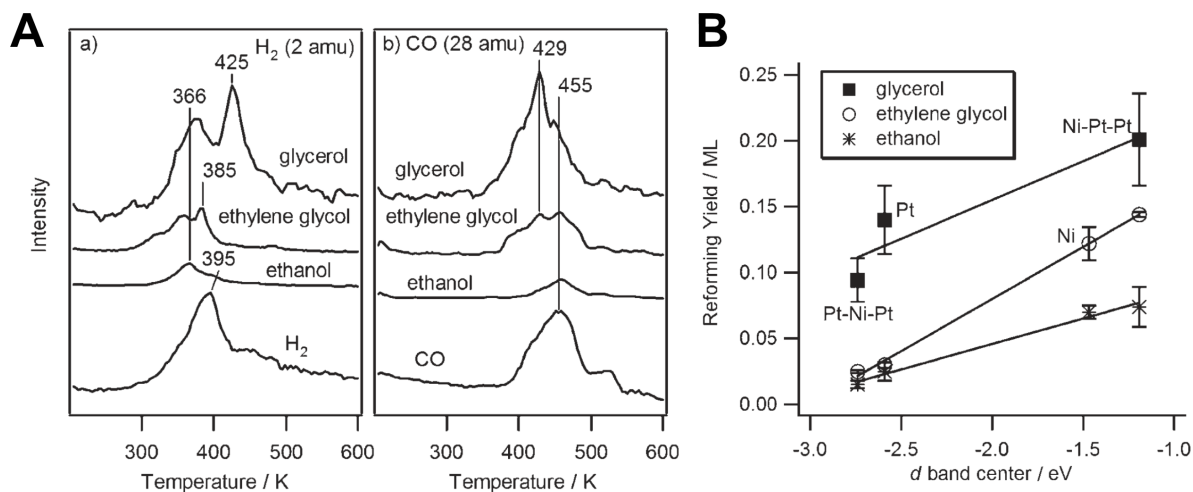 A
a) H₂ (2 amu)
425
366
glycerol
385
ethylene glycol
ethanol
395
H₂
Intensity
300 400 500 600
Temperature / K
b) CO (28 amu)
429
455
glycerol
ethylene glycol
ethanol
CO
300 400 500 600
Temperature / K
B
glycerol
ethylene glycol
ethanol
Ni-Pt-Pt
Pt
Ni
Pt-Ni-Pt
Reforming Yield / ML
0.25
0.20
0.15
0.10
0.05
0.00
-3.0 -2.5 -2.0 -1.5 -1.0
d band center / eV